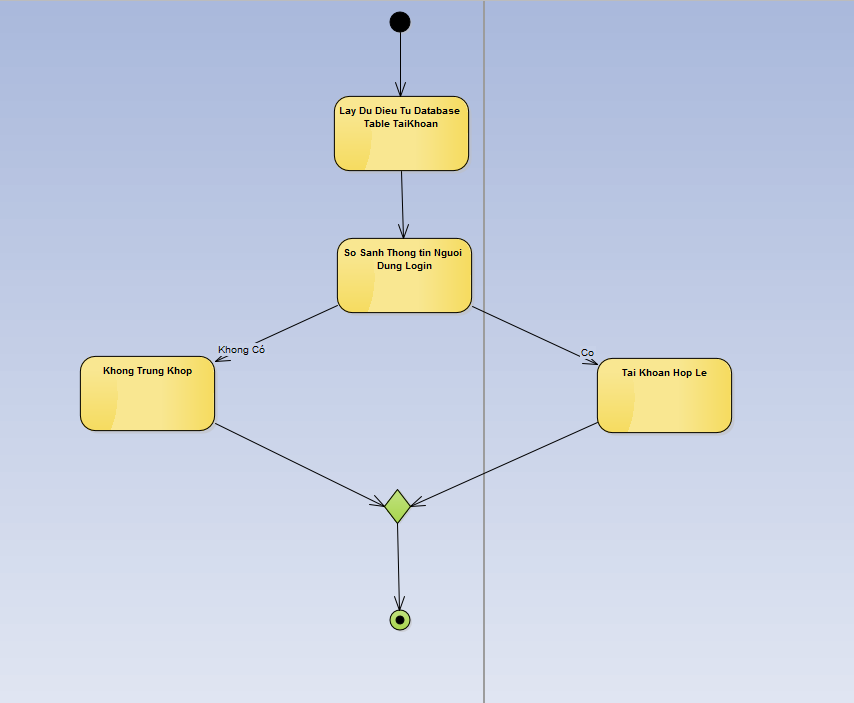 Lay Du Dieu Tu Database
Table TaiKhoan
So Sanh Thong tin Nguoi
Dung Login
Khong Có
Co
Khong Trung Khop
Tai Khoan Hop Le